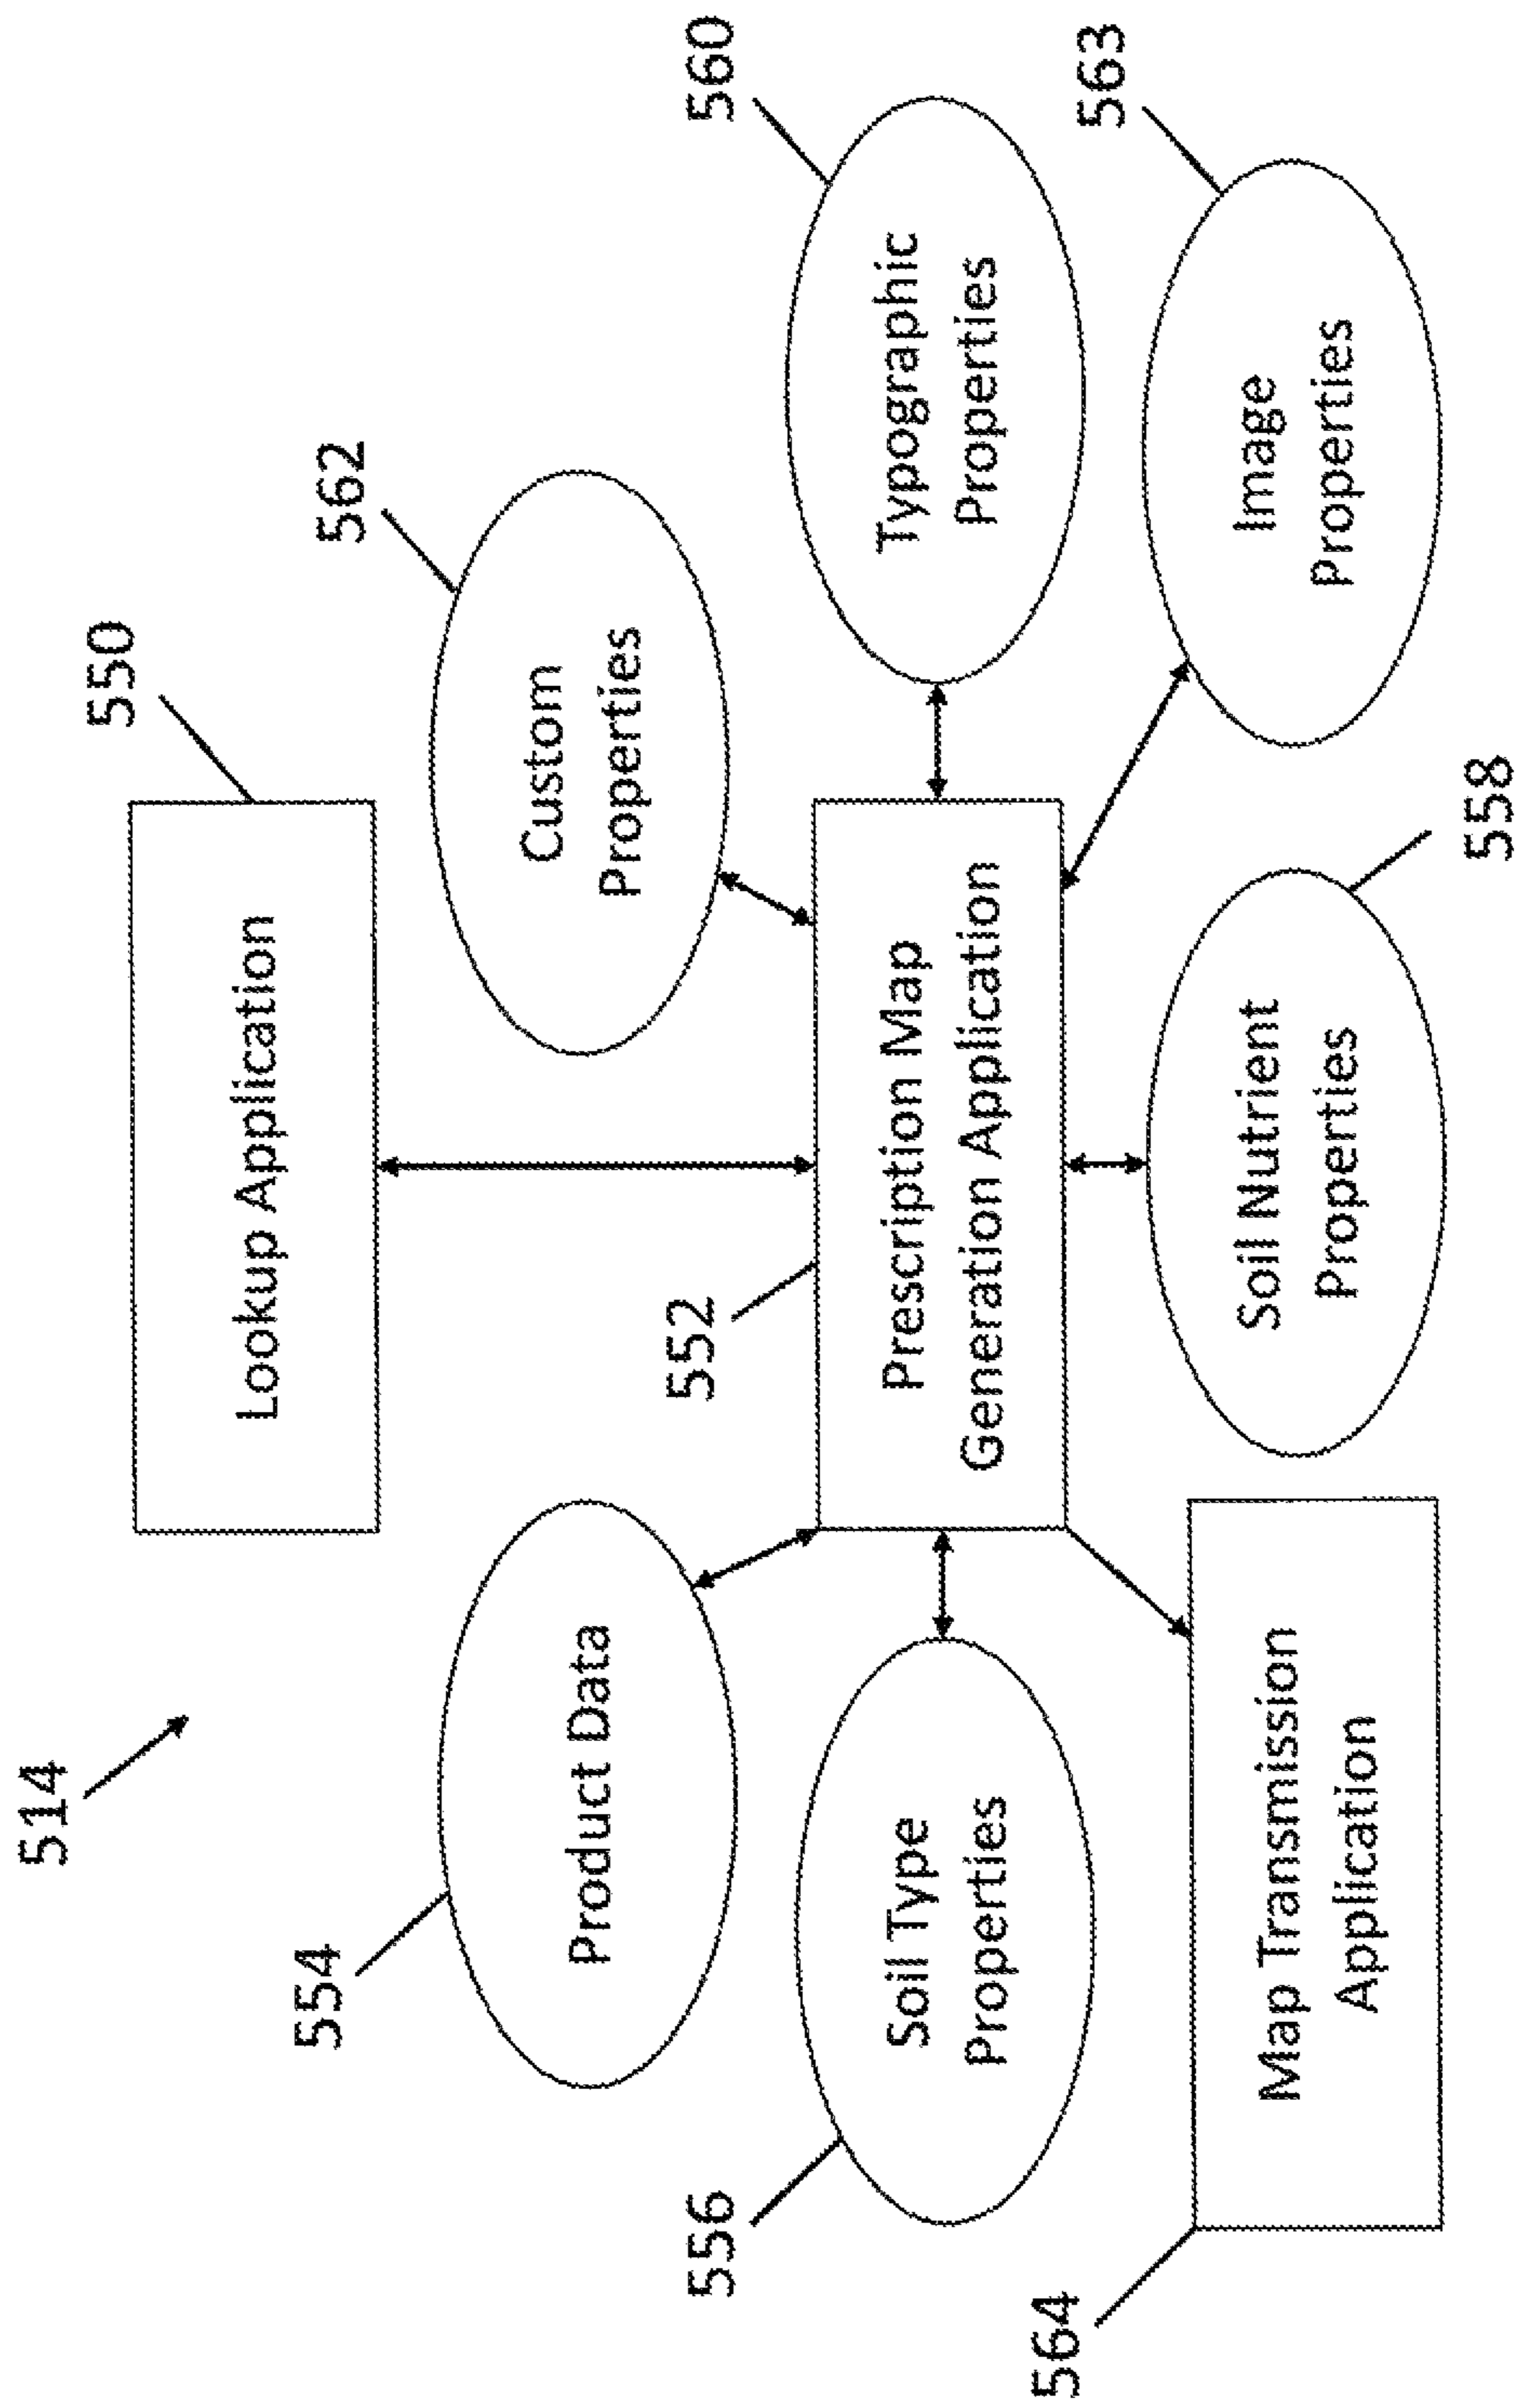 514
550
Lookup Application
554
562
Product Data
Custom
Properties
556
552
560
Soil Type
Properties
Prescription Map
Generation Application
Typographic
Properties
564
563
Map Transmission
Application
Soil Nutrient
Properties
Image
Properties
558